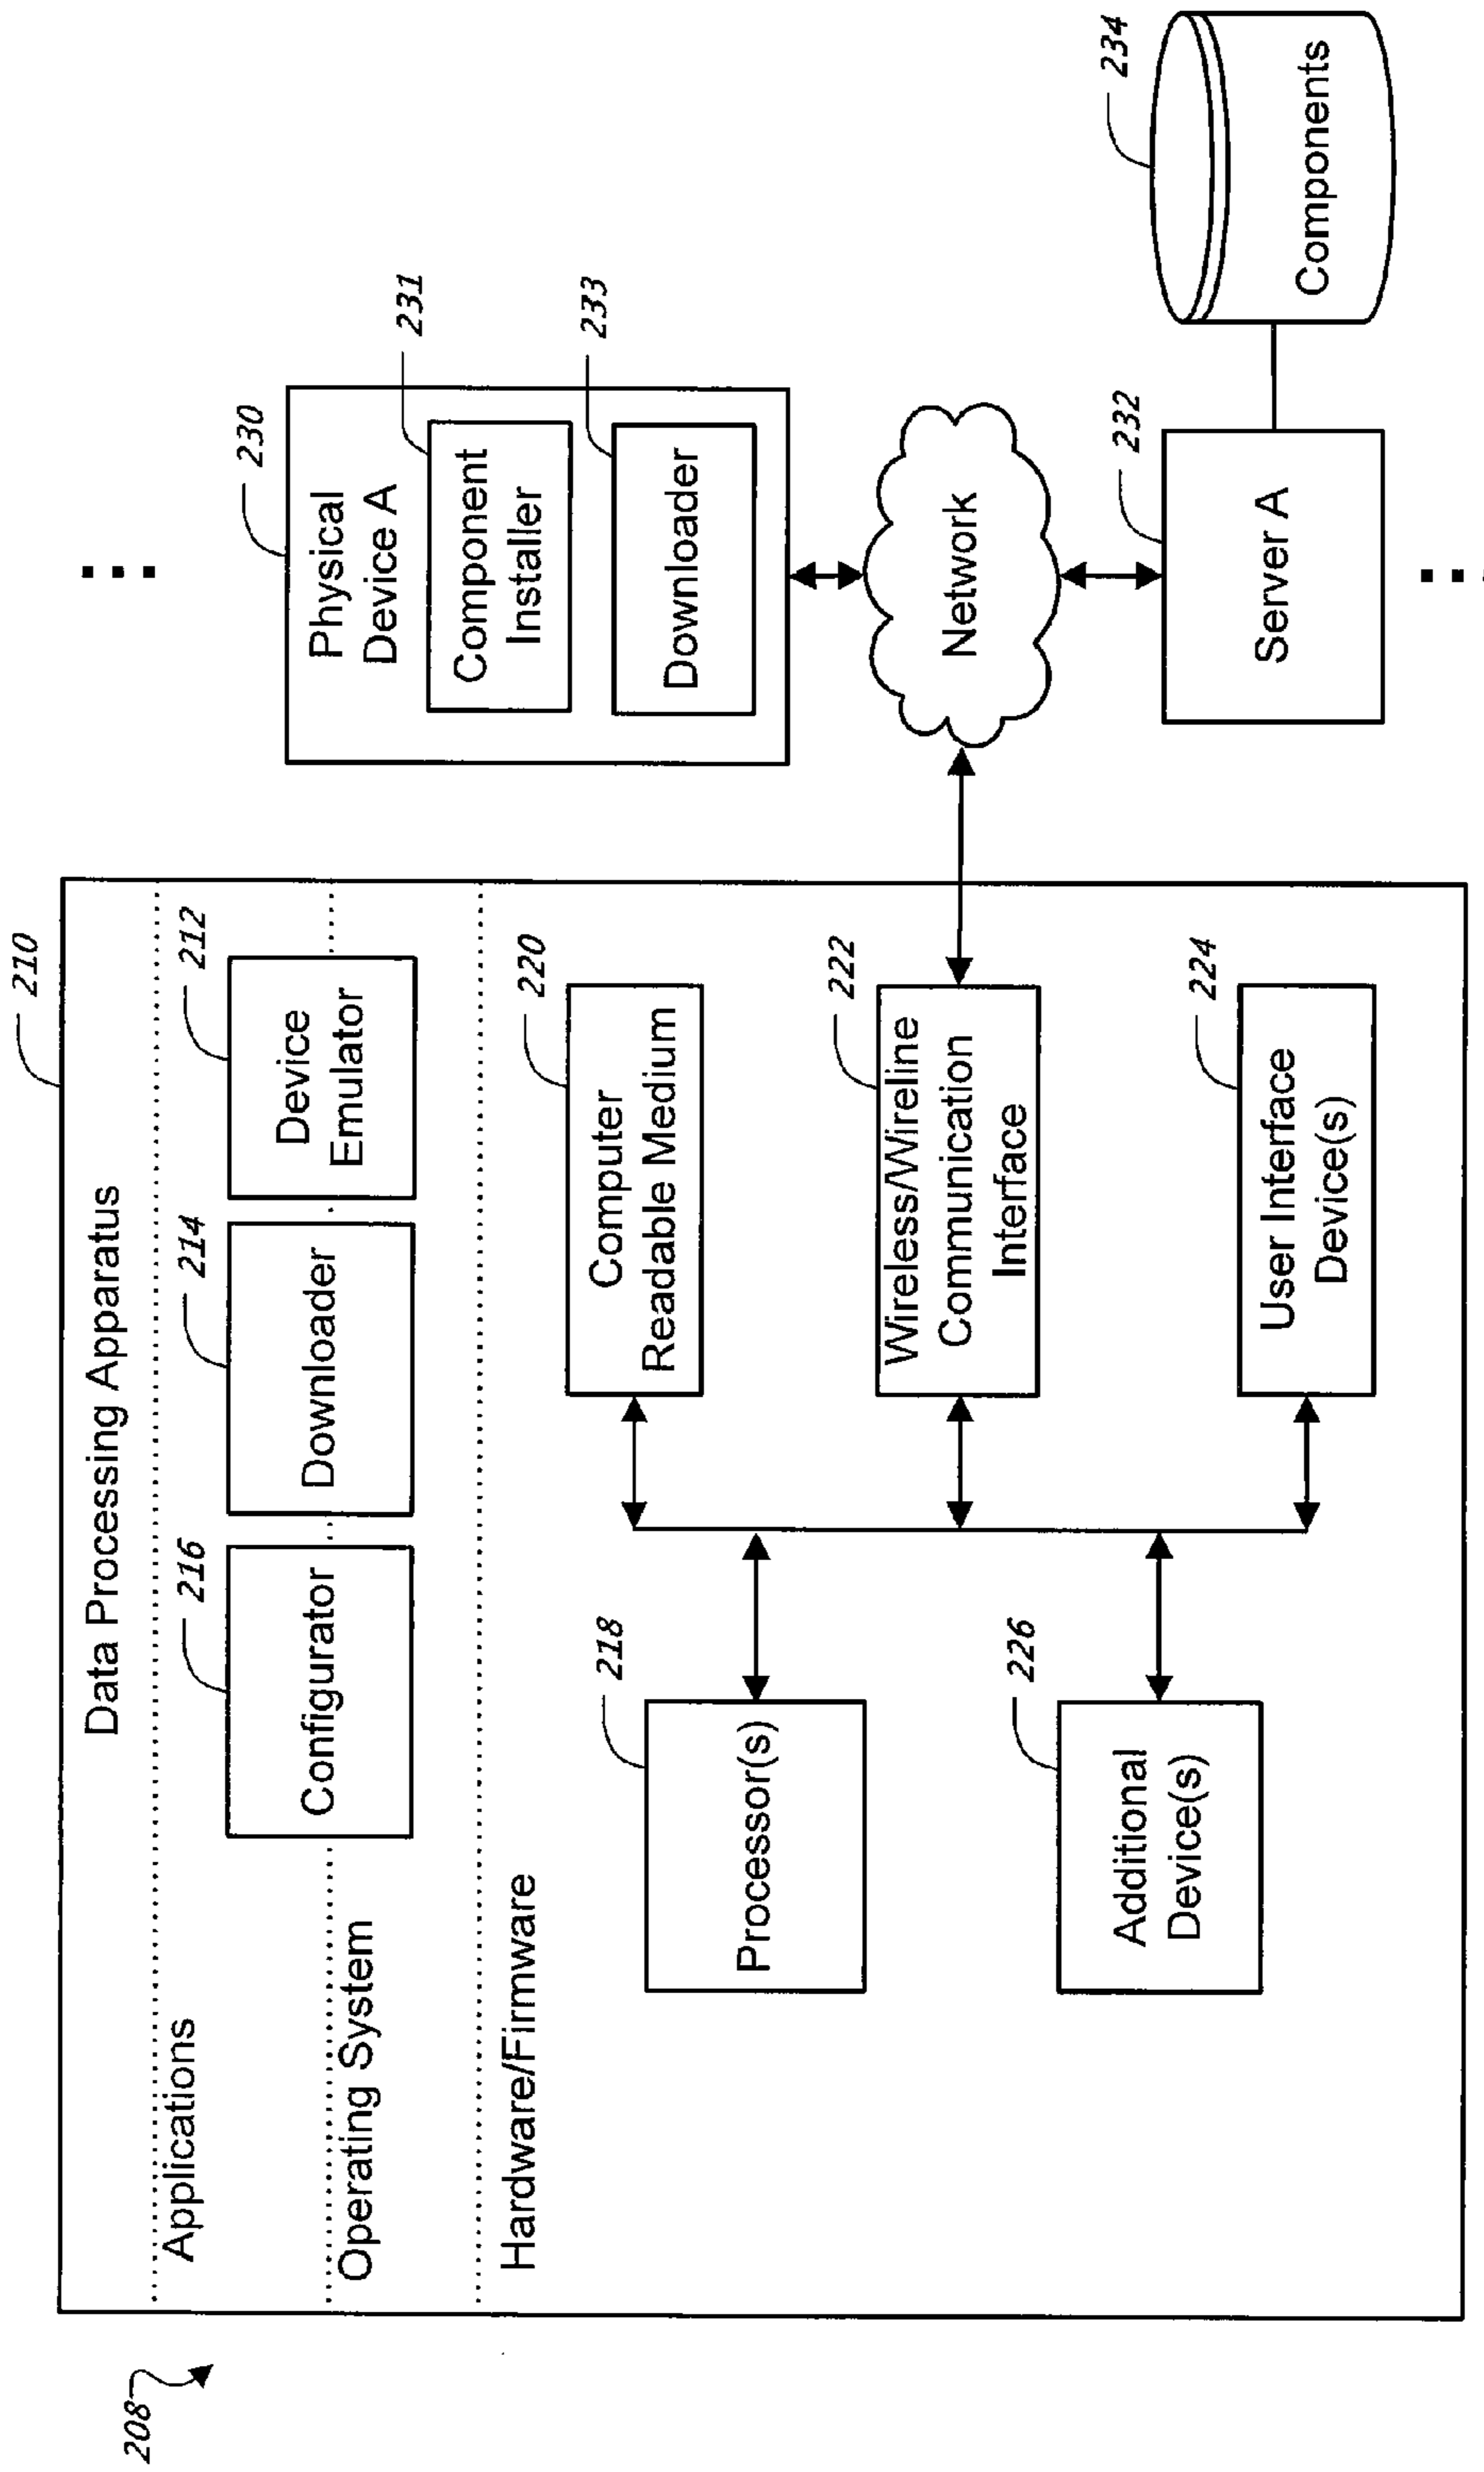 208
210
Data Processing Apparatus
Applications
216
Configurator
214
Downloader
212
Device
Emulator
Operating System
Hardware/Firmware
218
Processor(s)
226
Additional
Device(s)
220
Computer
Readable Medium
222
Wireless/Wireline
Communication
Interface
224
User Interface
Device(s)
230
Physical
Device A
231
Component
Installer
233
Downloader
Network
232
Server A
234
Components